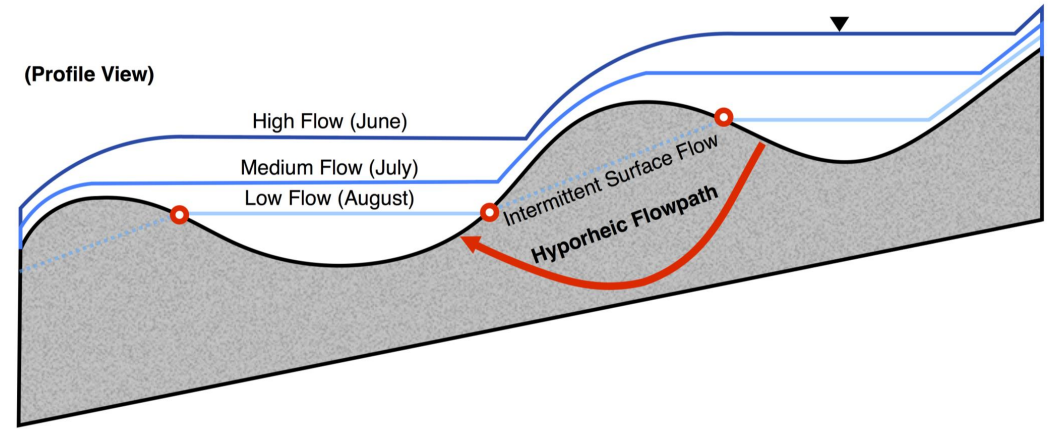 (Profile View)
High Flow (June)
Medium Flow (July)
Low Flow (August)
Intermittent Surface Flow
Hyporheic Flowpath